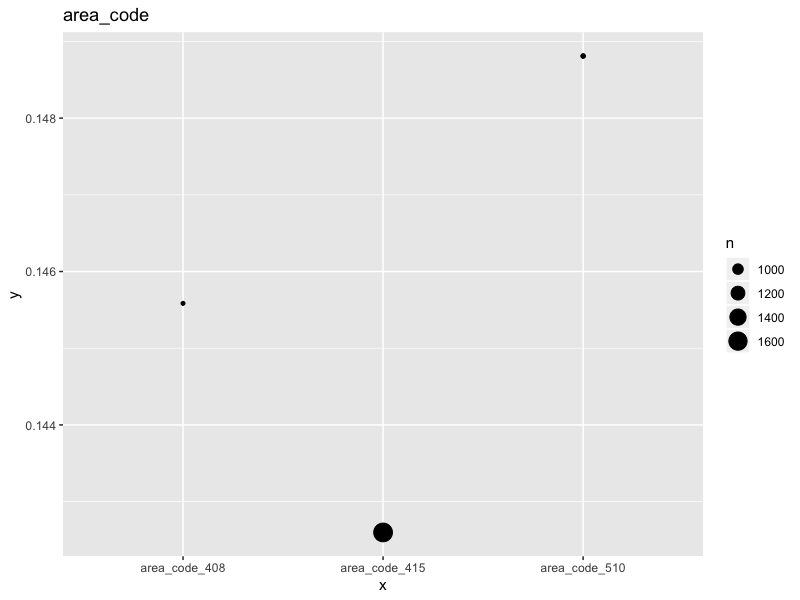 area_code
0.148
0.146
0.144
y
area_code_408
area_code_415
area_code_510
x
n
1000
1200
1400
1600